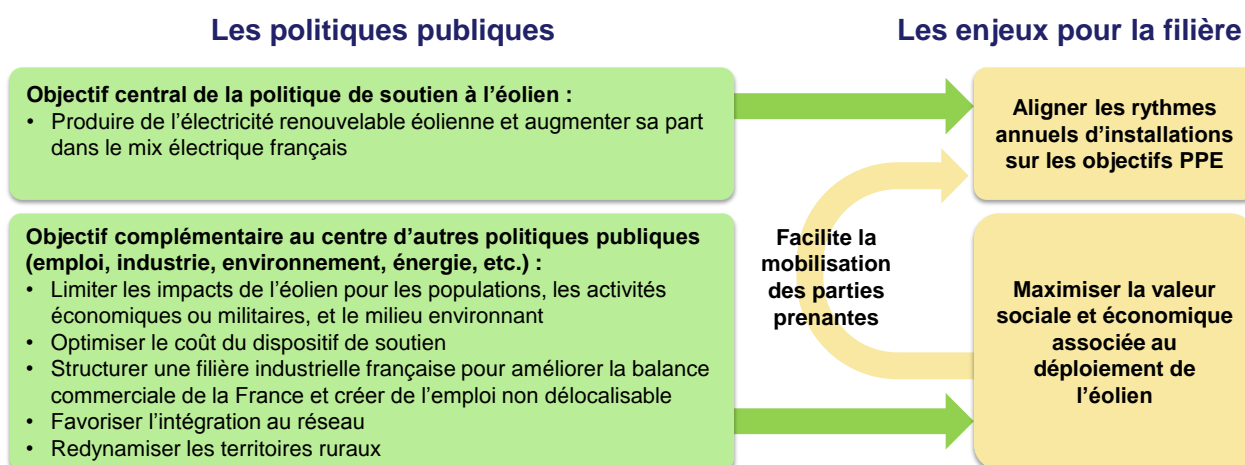 Les politiques publiques
Les enjeux pour la filière
Objectif central de la politique de soutien à l'éolien :
• Produire de l'électricité renouvelable éolienne et augmenter sa part
dans le mix électrique français
Aligner les rythmes
annuels d'installations
sur les objectifs PPE
Objectif complémentaire au centre d'autres politiques publiques
(emploi, industrie, environnement, énergie, etc.) :
• Limiter les impacts de l'éolien pour les populations, les activités
économiques ou militaires, et le milieu environnant
• Optimiser le coût du dispositif de soutien
• Structurer une filière industrielle française pour améliorer la balance
commerciale de la France et créer de l'emploi non délocalisable
• Favoriser l'intégration au réseau
• Redynamiser les territoires ruraux
Facilite la
mobilisation
des parties
prenantes
Maximiser la valeur
sociale et économique
associée au
déploiement de
l'éolien